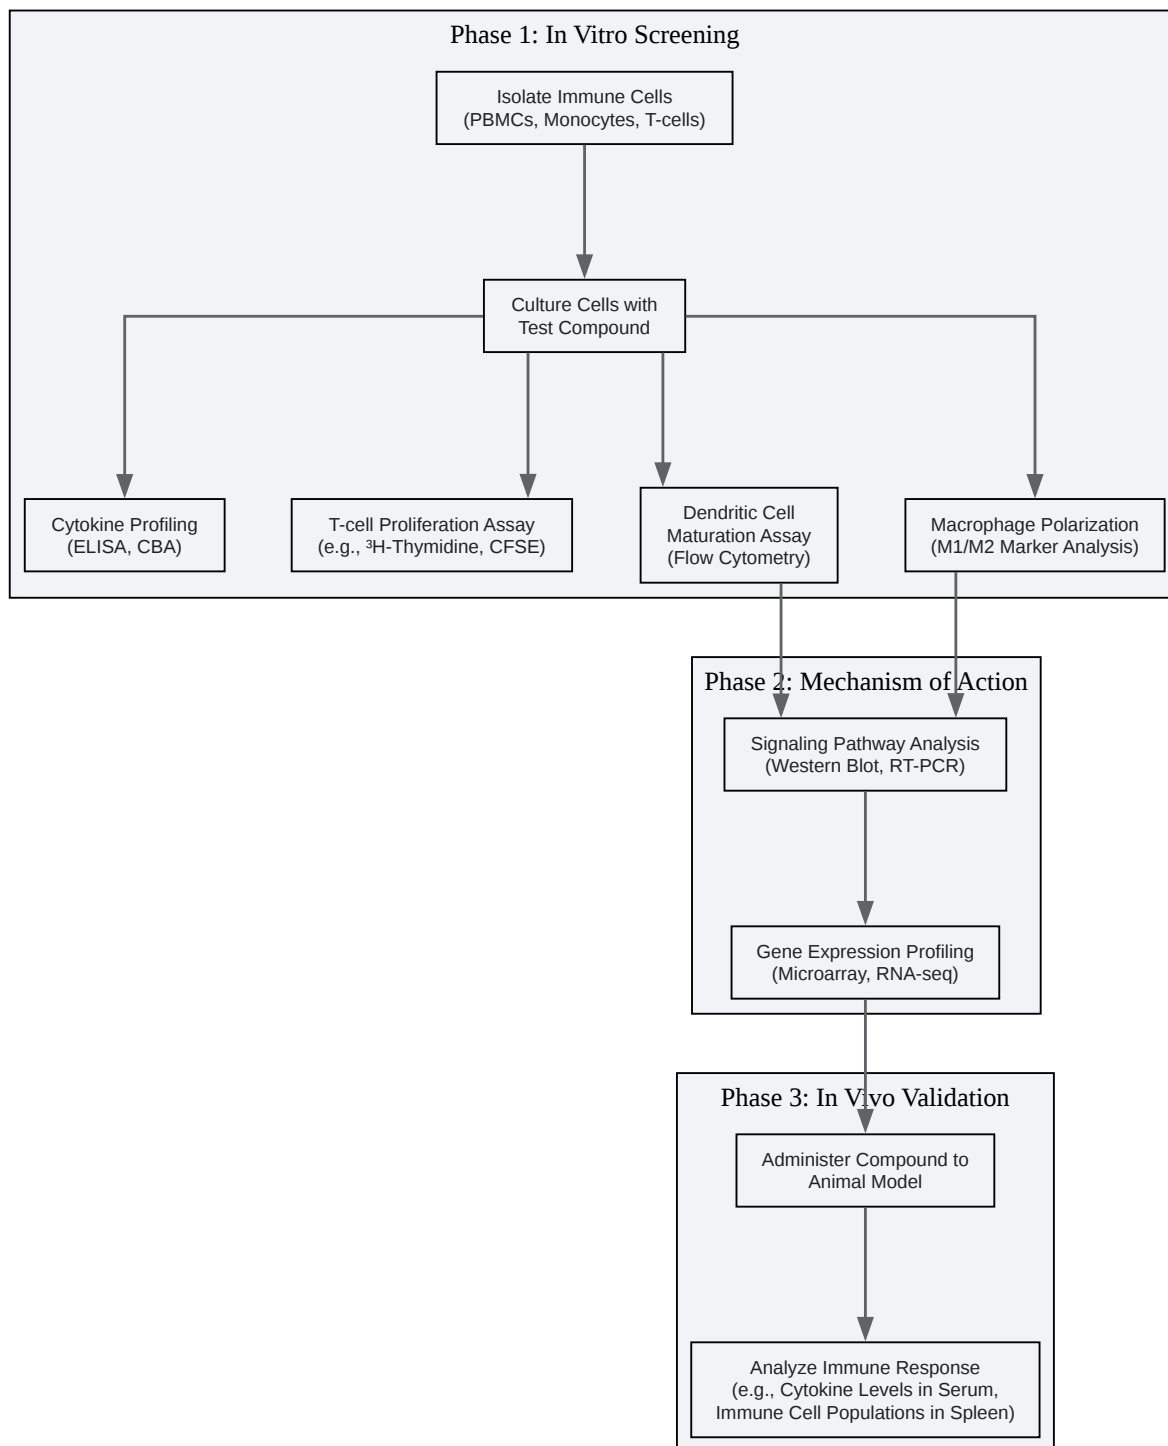 Phase 1: In Vitro Screening
Isolate Immune Cells
(PBMCs, Monocytes, T-cells)
Culture Cells with
Test Compound
Cytokine Profiling
(ELISA, CBA)
T-cell Proliferation Assay
(e.g., ³H-Thymidine, CFSE)
Dendritic Cell
Maturation Assay
(Flow Cytometry)
Macrophage Polarization
(M1/M2 Marker Analysis)
Phase 2: Mechanism of Action
Signaling Pathway Analysis
(Western Blot, RT-PCR)
Gene Expression Profiling
(Microarray, RNA-seq)
Phase 3: In Vivo Validation
Administer Compound to
Animal Model
Analyze Immune Response
(e.g., Cytokine Levels in Serum,
Immune Cell Populations in Spleen)